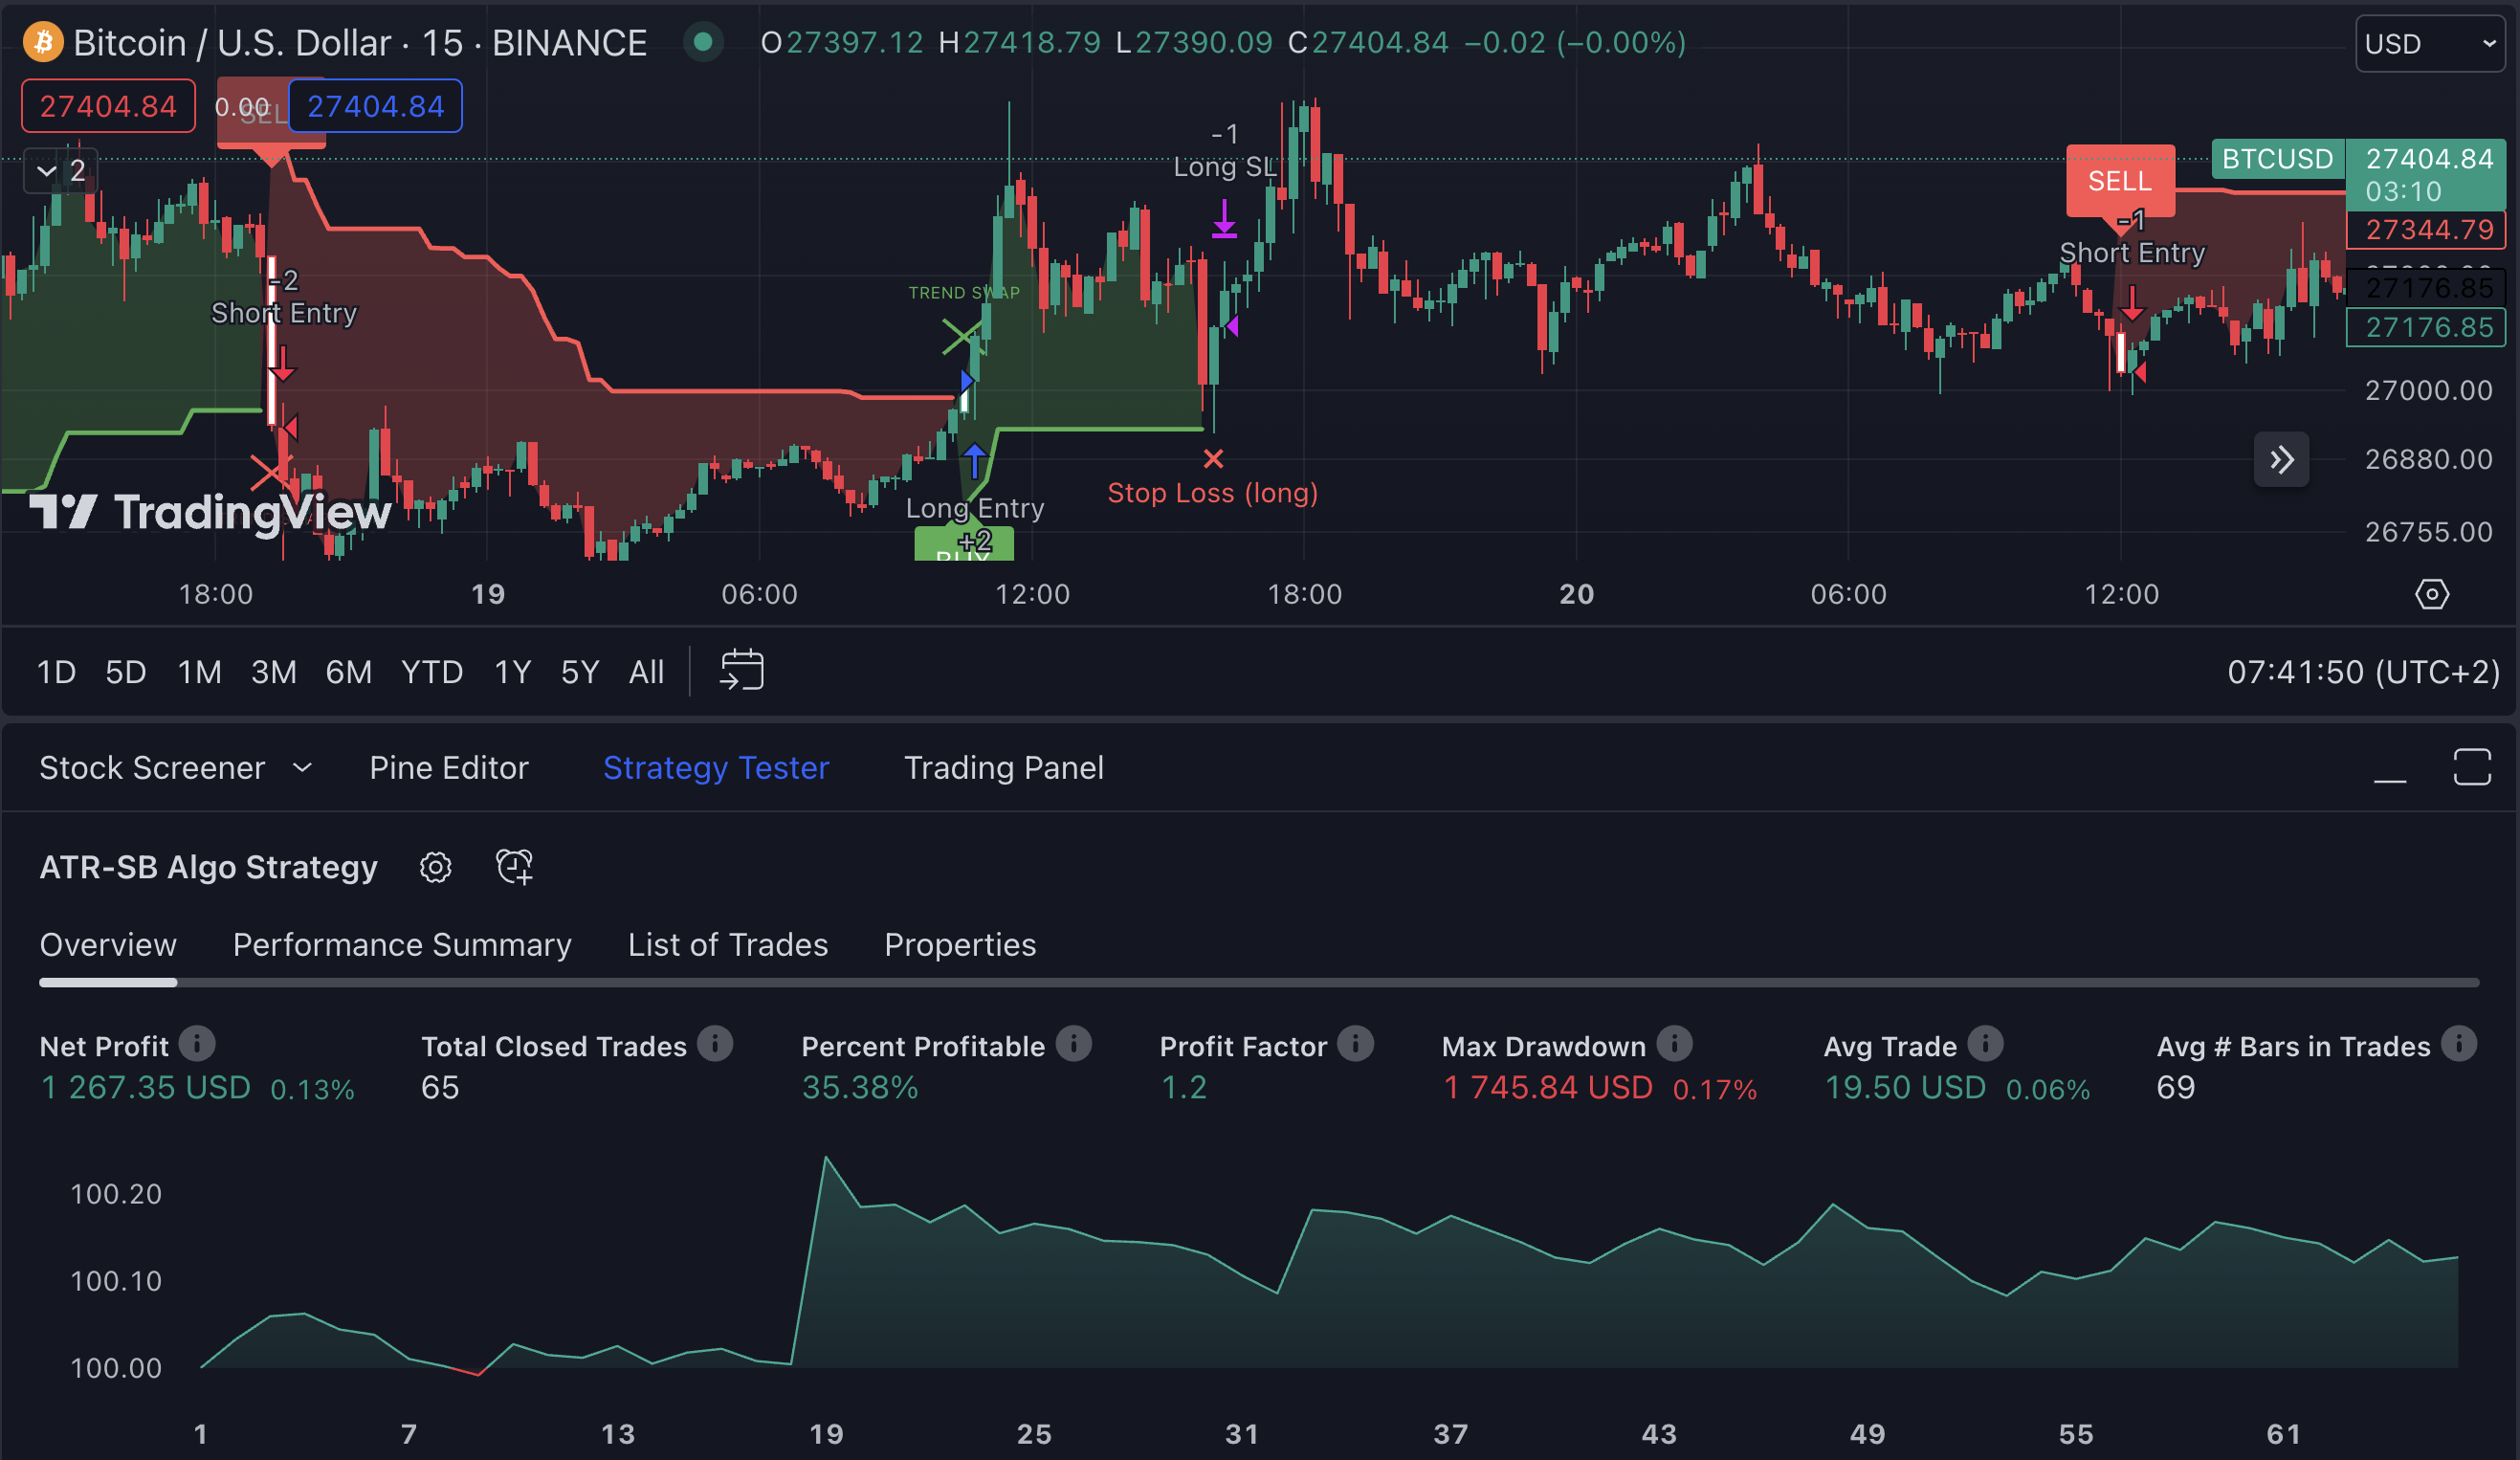 Bitcoin / U.S. Dollar · 15 · BINANCE O27397.12 H27418.79 L27390.09 C27404.84 −0.02 (−0.00%)
USD
27404.84 0.00 27404.84
SELL
2
-1
Long SL
BTCUSD 27404.84
03:10
SELL
27344.79
-1
Short Entry
-2
Short Entry
TREND SWAP
27176.85
27176.85
27000.00
26880.00
26755.00
Stop Loss (long)
Long Entry
+2
BUY
TradingView
18:00 19 06:00 12:00 18:00 20 06:00 12:00
1D 5D 1M 3M 6M YTD 1Y 5Y All
07:41:50 (UTC+2)
Stock Screener Pine Editor Strategy Tester Trading Panel
ATR-SB Algo Strategy
Overview Performance Summary List of Trades Properties
Net Profit Total Closed Trades Percent Profitable Profit Factor Max Drawdown Avg Trade Avg # Bars in Trades
1 267.35 USD 0.13% 65 35.38% 1.2 1 745.84 USD 0.17% 19.50 USD 0.06% 69
100.20
100.10
100.00
1 7 13 19 25 31 37 43 49 55 61